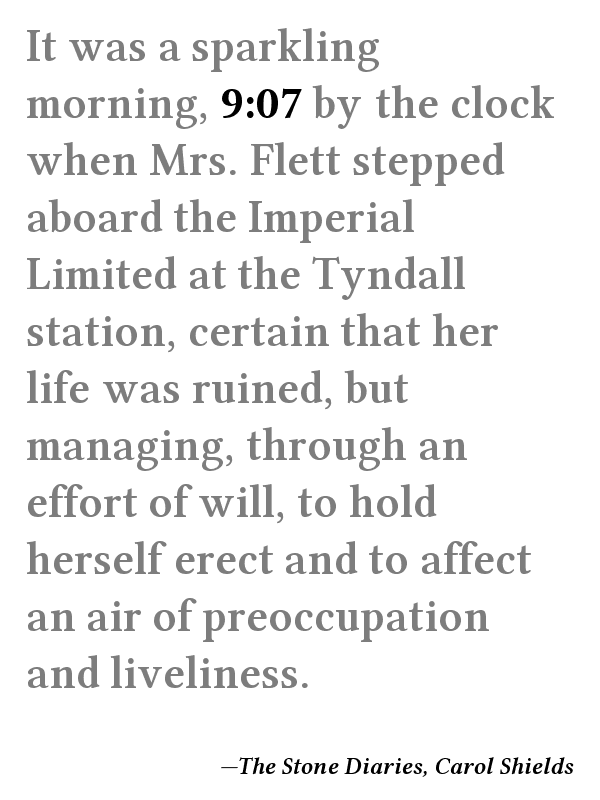 It was a sparkling
morning, 9:07 by the clock
when Mrs. Flett stepped
aboard the Imperial
Limited at the Tyndall
station, certain that her
life was ruined, but
managing, through an
effort of will, to hold
herself erect and to affect
an air of preoccupation
and liveliness.
—The Stone Diaries, Carol Shields